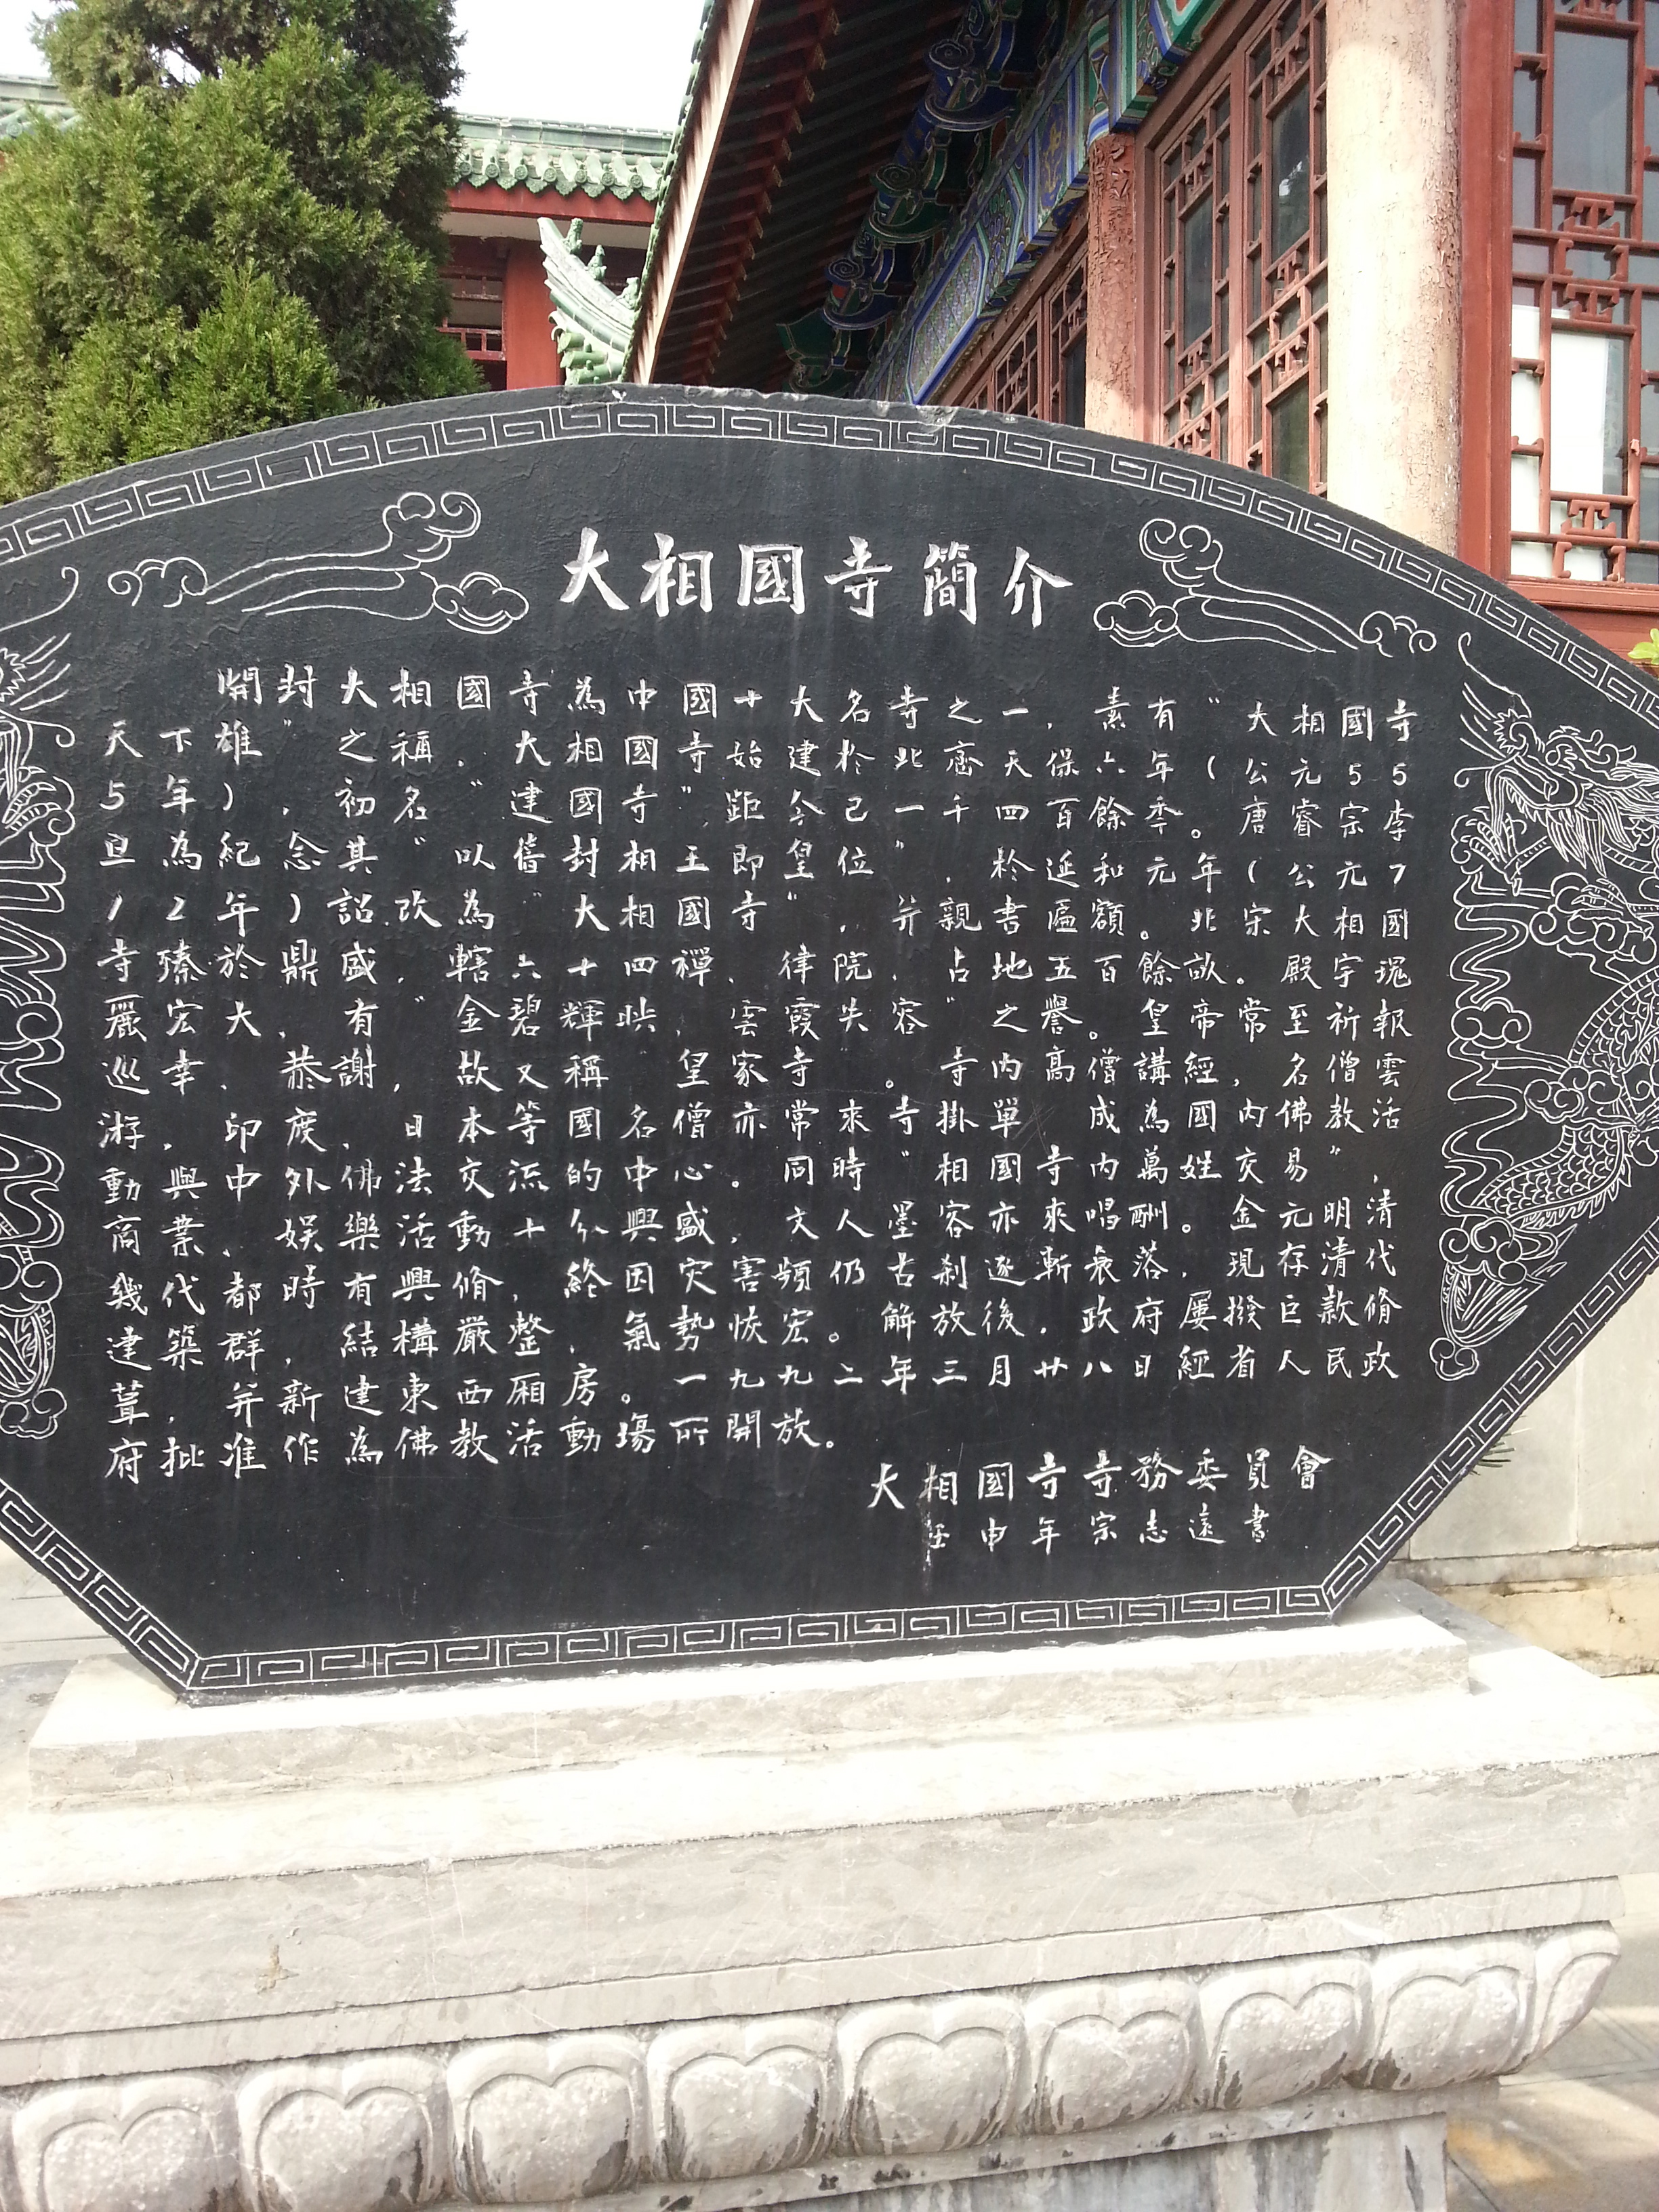 大相國寺簡介
開封大相國寺為中國十大名寺之一,素有“大相國寺
天下雄”之稱.“大相國寺”始建於北齊天保六年(公元55
5年),初名“建國寺”,距今已一千四百餘季。唐睿宗李
旦為紀念其以舊封相王即皇位,於延和元年(公元7
12年)詔改為“大相國寺”,并親書匾額。北宋大相國
寺臻於鼎盛,轄六十四禪、律院,占地五百餘畝。大殿宇瑰
麗宏大,有“金碧輝映,雲霞失容”之譽。皇帝常至祈報
巡幸、恭謝,故又稱“皇家寺”。寺內高僧講經,名僧雲
游,印度、日本等國名僧亦常來寺掛單,成為國內佛教活
動與中外佛法交流的中心。同時“相國寺內萬姓交易”,
商業、娛樂活動十分興盛,文人墨客亦來唱酬。金元明清
幾代都時有興脩,終因灾害頻仍古刹逐漸衰落,現存清代
建築群,結構嚴整,氣勢恢宏。解放後,政府屢撥巨款脩
葺,并新建東西厢房。一九九二年三月廿八日經省人民政
府批准作為佛教活動場所開放。
大相國寺寺務委員會
壬申年宗志遠書